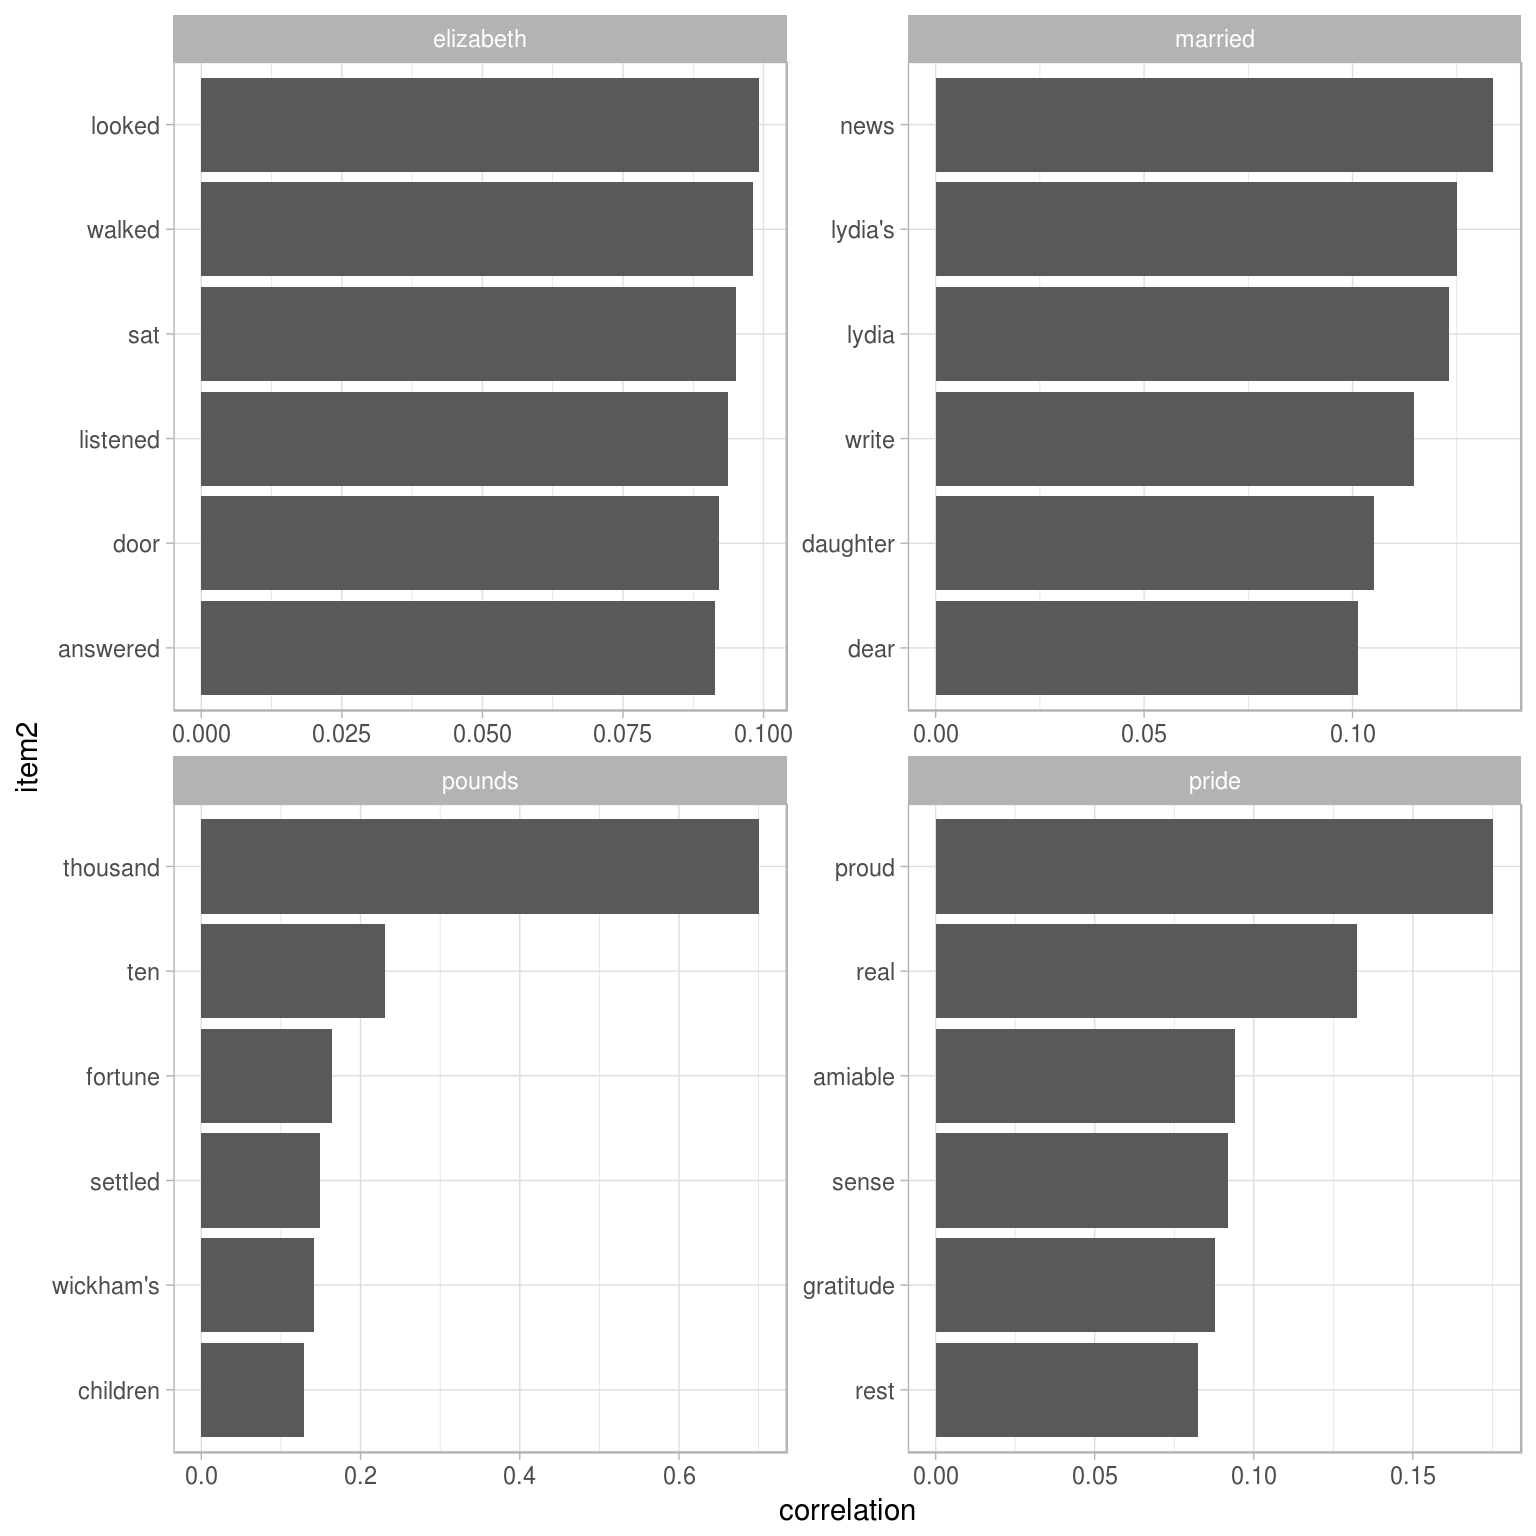 elizabeth
looked
walked
sat
listened
door
answered
0.000 0.025 0.050 0.075 0.100
married
news
lydia's
lydia
write
daughter
dear
0.00 0.05 0.10
item2
pounds
thousand
ten
fortune
settled
wickham's
children
0.0 0.2 0.4 0.6
pride
proud
real
amiable
sense
gratitude
rest
0.00 0.05 0.10 0.15
correlation